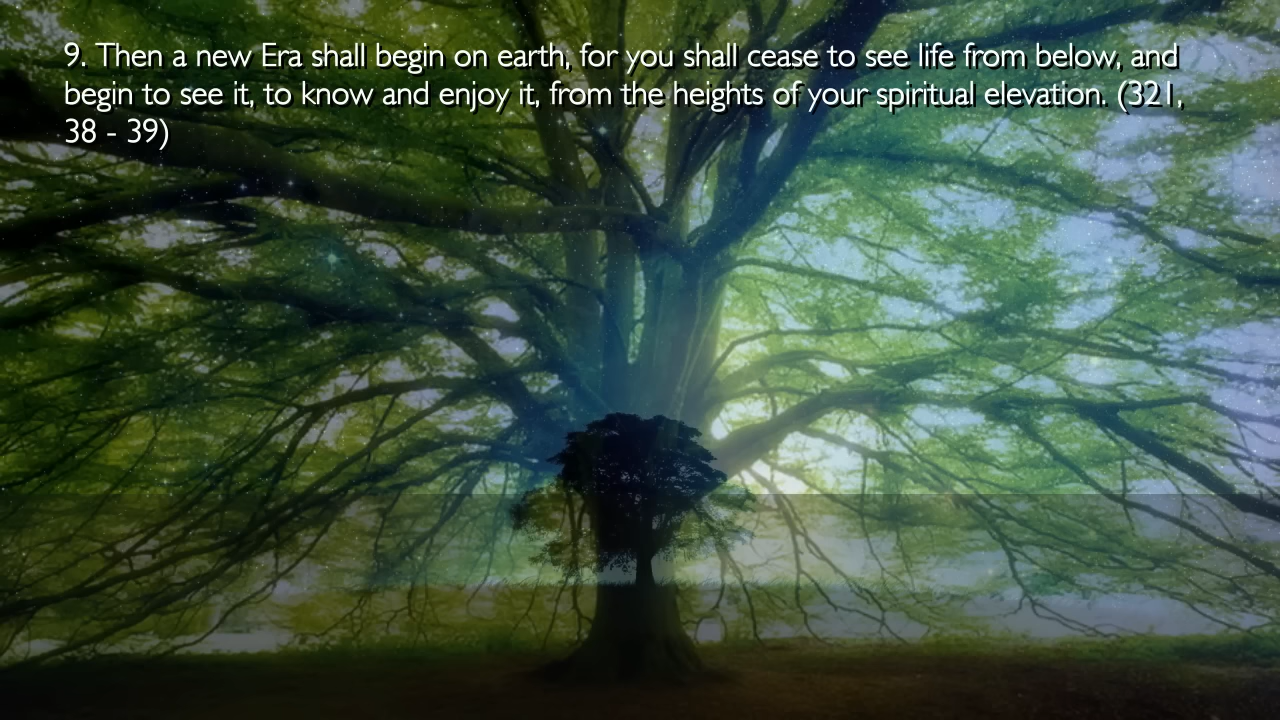 9. Then a new Era shall begin on earth; for you shall cease to see life from below, and
begin to see it, to know and enjoy it, from the heights of your spiritual elevation. (321,
38 - 39)